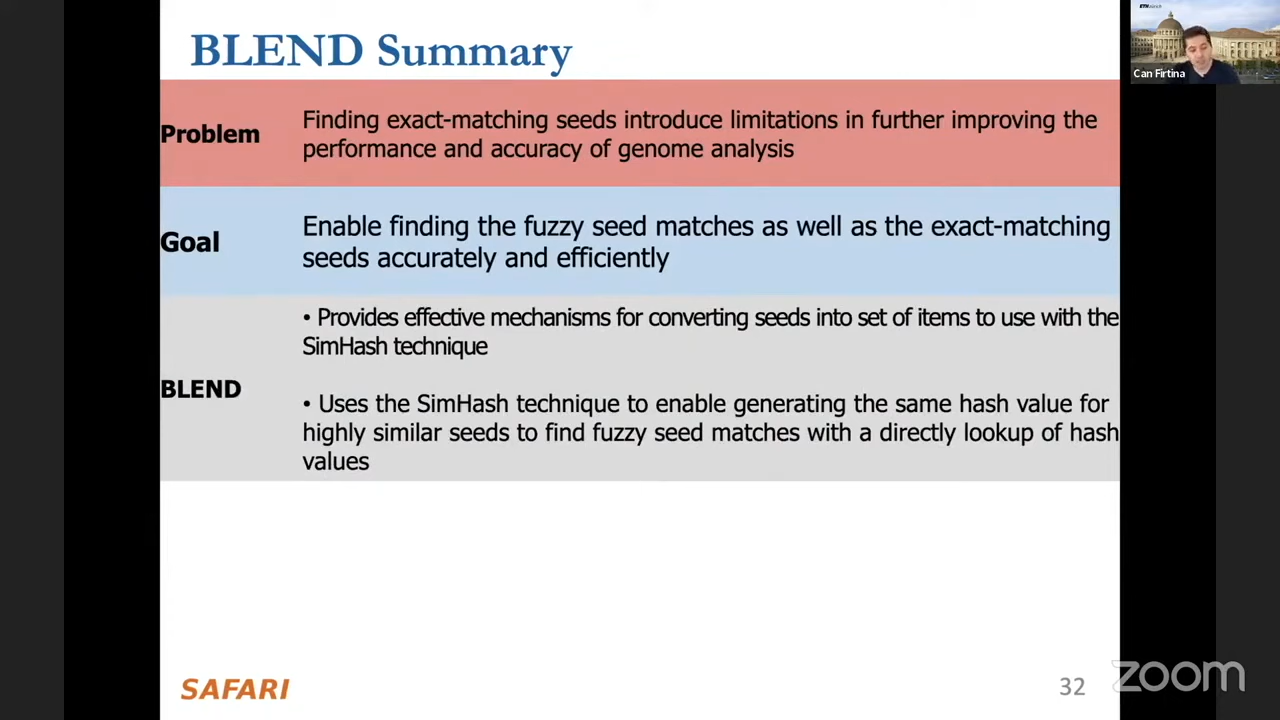 BLEND Summary
Problem
Finding exact-matching seeds introduce limitations in further improving the
performance and accuracy of genome analysis
Goal
Enable finding the fuzzy seed matches as well as the exact-matching
seeds accurately and efficiently
BLEND
• Provides effective mechanisms for converting seeds into set of items to use with the
SimHash technique
• Uses the SimHash technique to enable generating the same hash value for
highly similar seeds to find fuzzy seed matches with a directly lookup of hash
values
SAFARI
32
zoom
ETH zürich
Can Firtina